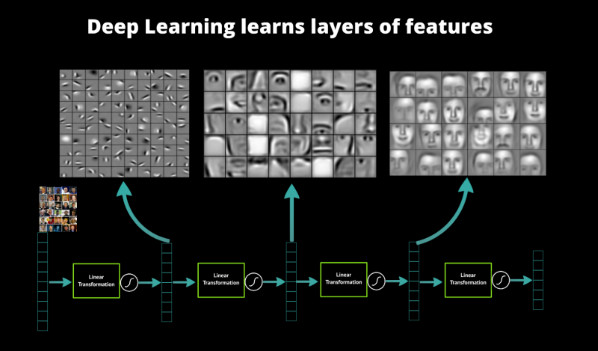 Deep Learning learns layers of features
Linear
Transformation
Linear
Transformation
Linear
Transformation
Linear
Transformation